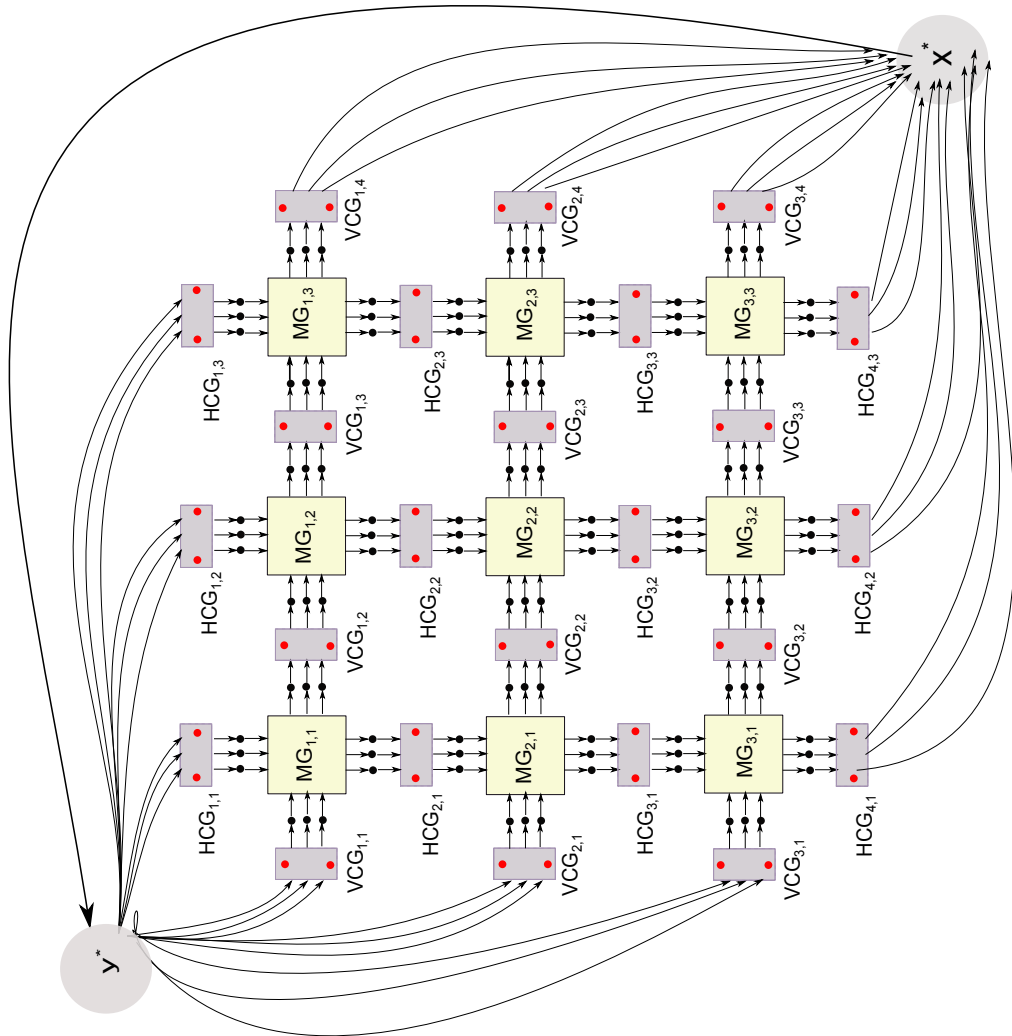 x*
VCG1,4
VCG2,4
VCG3,4
HCG1,3
MG1,3
HCG2,3
MG2,3
HCG3,3
MG3,3
HCG4,3
VCG1,3
VCG2,3
VCG3,3
HCG1,2
MG1,2
HCG2,2
MG2,2
HCG3,2
MG3,2
HCG4,2
VCG1,2
VCG2,2
VCG3,2
HCG1,1
MG1,1
HCG2,1
MG2,1
HCG3,1
MG3,1
HCG4,1
VCG1,1
VCG2,1
VCG3,1
y*